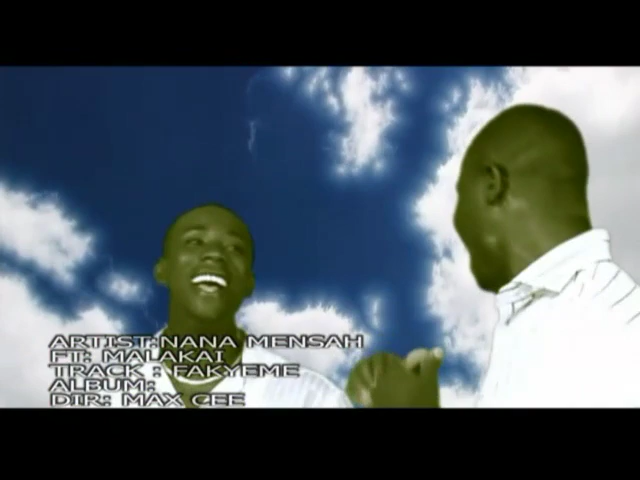 ARTIST:NANA MENSAH
FT: MALAKAI
TRACK : FAKYEME
ALBUM:
DIR: MAX CEE